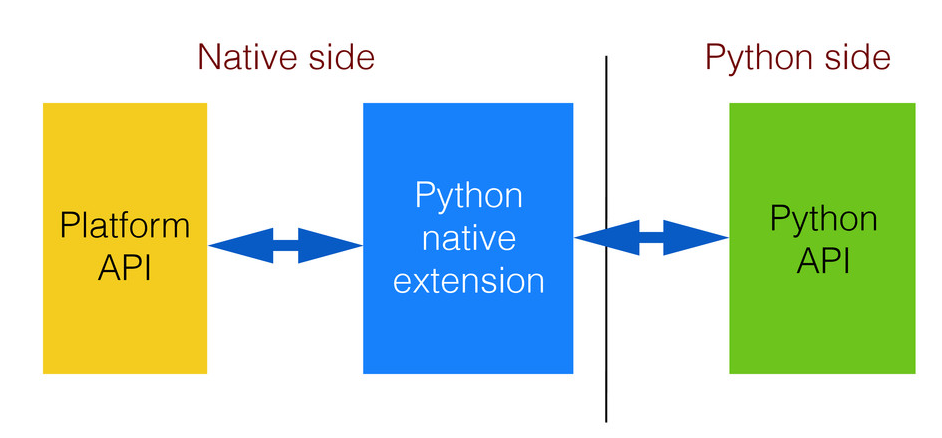 Native side
Python side
Platform
API
Python
native
extension
Python
API